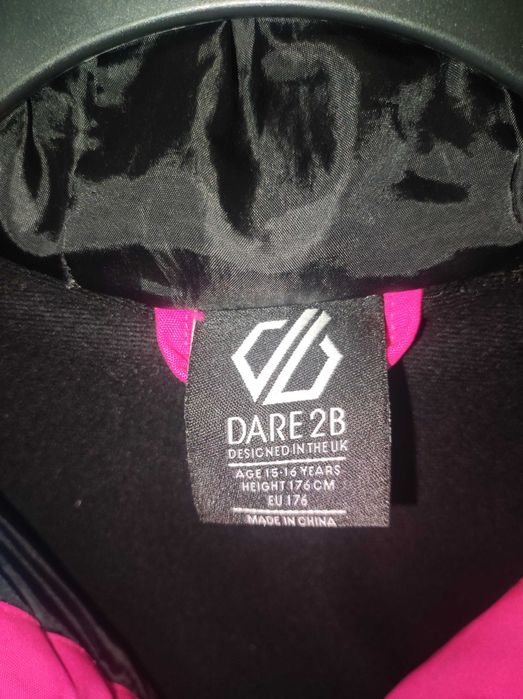 DARE 2B
DESIGNED IN THE UK
AGE 15-16 YEARS
HEIGHT 176 CM
EU 176
MADE IN CHINA